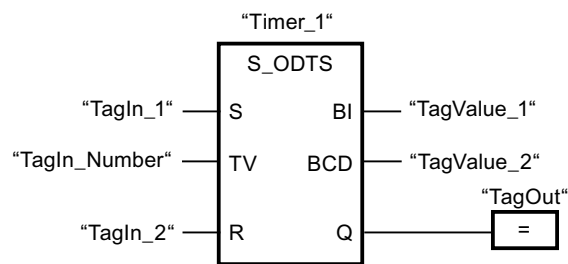 “Timer_1“
S_ODTS
“TagIn_1“ S BI “TagValue_1“
“TagIn_Number“ TV BCD “TagValue_2“
“TagOut“
“TagIn_2“ R Q =